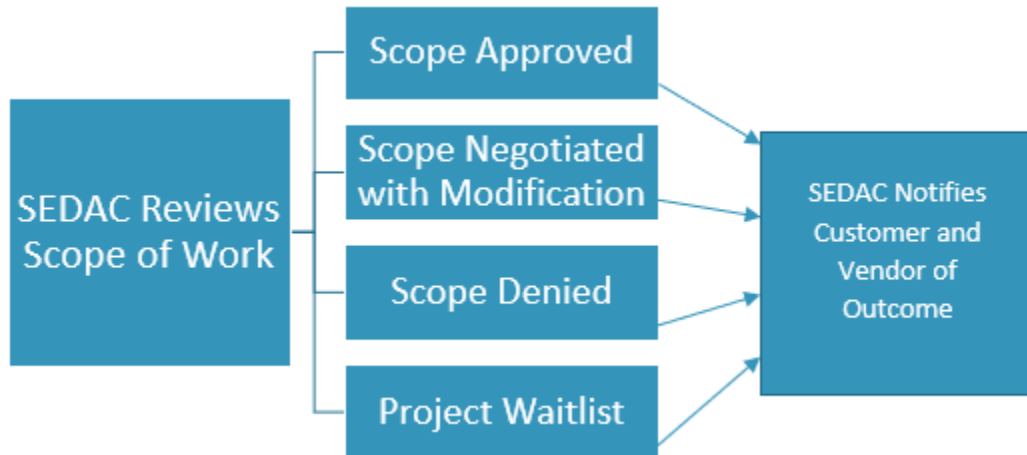 SEDAC Reviews
Scope of Work
Scope Approved
Scope Negotiated
with Modification
Scope Denied
Project Waitlist
SEDAC Notifies
Customer and
Vendor of
Outcome